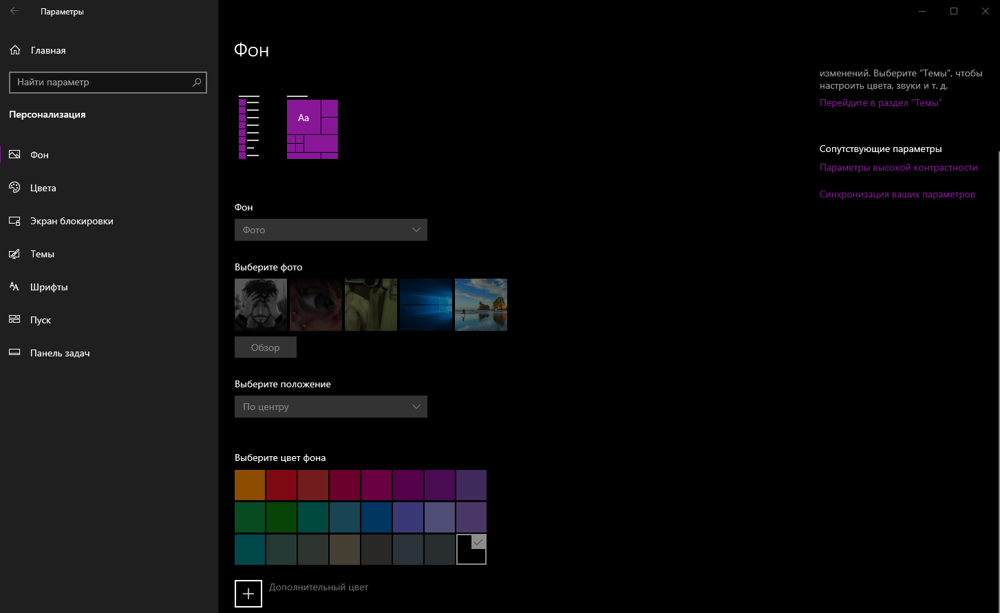 Параметры
Главная
Найти параметр
Персонализация
Фон
Цвета
Экран блокировки
Темы
Шрифты
Пуск
Панель задач
Фон
Aa
Фон
Фото
Выберите фото
Обзор
Выберите положение
По центру
Выберите цвет фона
Дополнительный цвет
изменений. Выберите "Темы", чтобы
настроить цвета, звуки и т. д.
Перейдите в раздел "Темы"
Сопутствующие параметры
Параметры высокой контрастности
Синхронизация ваших параметров